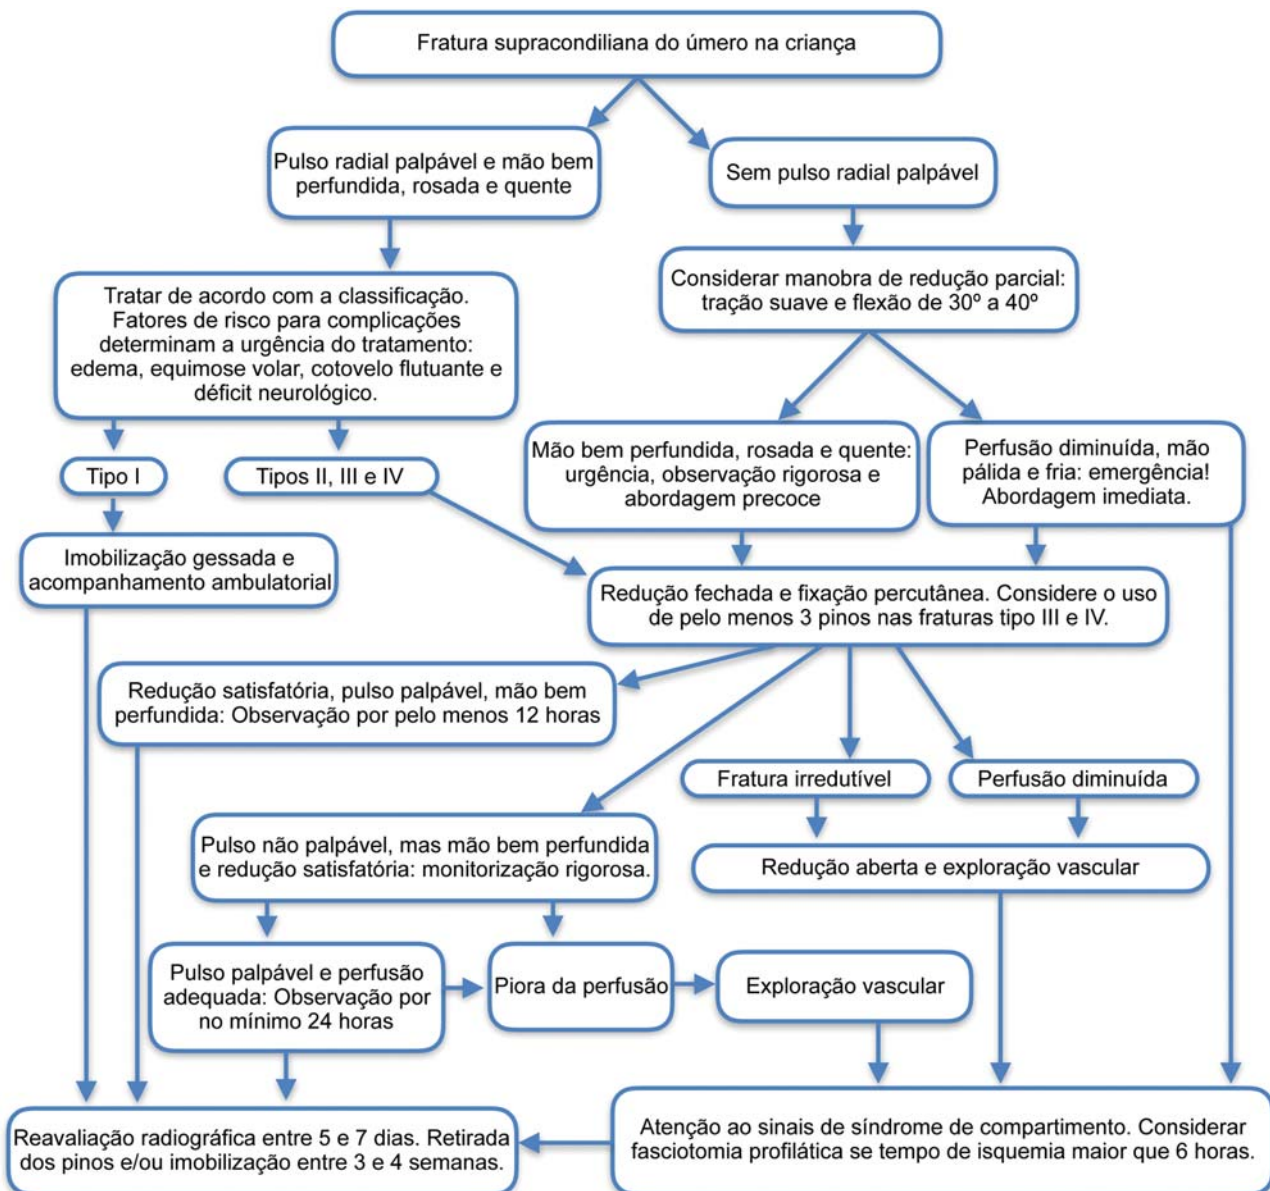 Fratura supracondiliana do úmero na criança
Pulso radial palpável e mão bem
perfundida, rosada e quente
Sem pulso radial palpável
Tratar de acordo com a classificação.
Fatores de risco para complicações
determinam a urgência do tratamento:
edema, equimose volar, cotovelo flutuante e
déficit neurológico.
Considerar manobra de redução parcial:
tração suave e flexão de 30º a 40º
Tipo I
Tipos II, III e IV
Mão bem perfundida, rosada e quente:
urgência, observação rigorosa e
abordagem precoce
Perfusão diminuída, mão
pálida e fria: emergência!
Abordagem imediata.
Imobilização gessada e
acompanhamento ambulatorial
Redução fechada e fixação percutânea. Considere o uso
de pelo menos 3 pinos nas fraturas tipo III e IV.
Redução satisfatória, pulso palpável, mão bem
perfundida: Observação por pelo menos 12 horas
Fratura irredutível
Perfusão diminuída
Pulso não palpável, mas mão bem perfundida
e redução satisfatória: monitorização rigorosa.
Redução aberta e exploração vascular
Pulso palpável e perfusão
adequada: Observação por
no mínimo 24 horas
Piora da perfusão
Exploração vascular
Reavaliação radiográfica entre 5 e 7 dias. Retirada
dos pinos e/ou imobilização entre 3 e 4 semanas.
Atenção ao sinais de síndrome de compartimento. Considerar
fasciotomia profilática se tempo de isquemia maior que 6 horas.